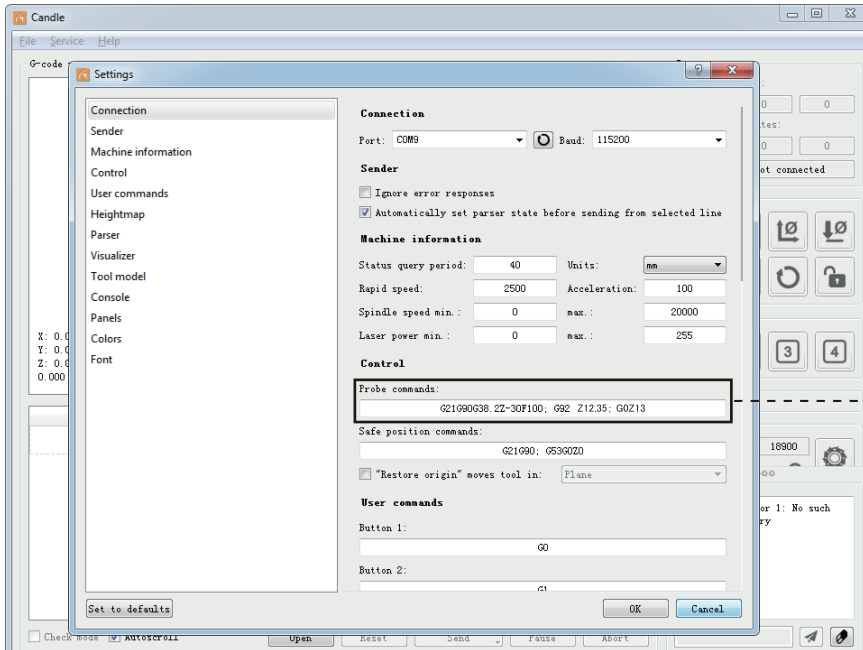 Candle
File Service Help
G-code
Settings
Connection
Sender
Machine information
Control
User commands
Heightmap
Parser
Visualizer
Tool model
Console
Panels
Colors
Font
Connection
Port: COM9 Baud: 115200
Sender
Ignore error responses
Automatically set parser state before sending from selected line
Machine information
Status query period: 40 Units: mm
Rapid speed: 2500 Acceleration: 100
Spindle speed min.: 0 max.: 20000
Laser power min.: 0 max.: 255
Control
Probe commands:
G21G90G38.2Z-30F100; G92 Z12.35; G0Z13
Safe position commands:
G21G90; G53G0Z0
"Restore origin" moves tool in: Plane
User commands
Button 1:
G0
Button 2:
G1
Set to defaults OK Cancel
X: 0.0
Y: 0.0
Z: 0.0
0.000
0 0
tes:
0 0
ot connected
3 4
18900
or 1: No such
ry
Check mode Autoscroll Open Reset Send Pause Abort